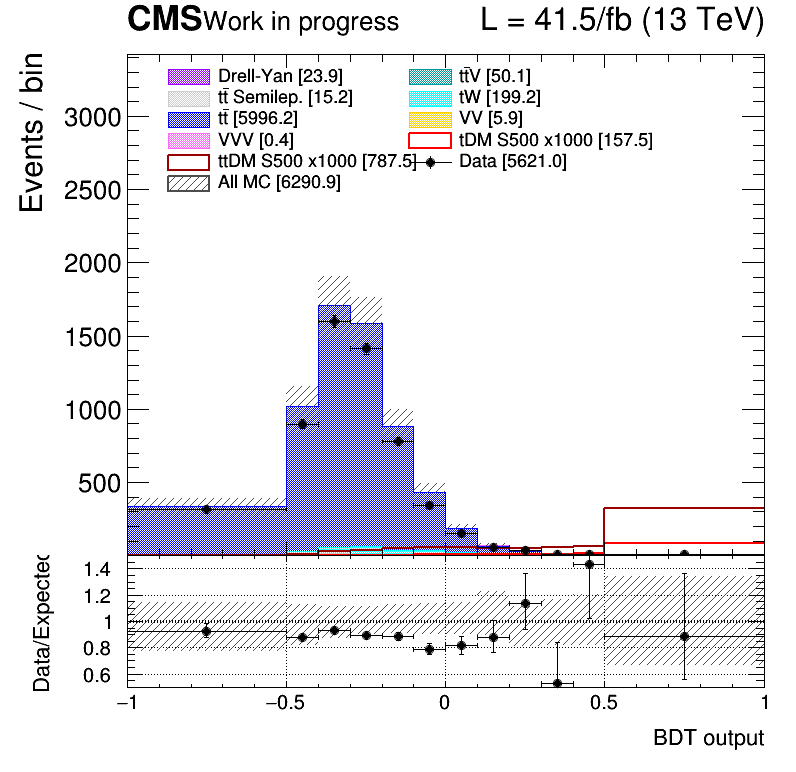 CMS Work in progress L = 41.5/fb (13 TeV)
Events / bin
Drell-Yan [23.9] tt̄V [50.1]
tt̄ Semilep. [15.2] tW [199.2]
tt̄ [5996.2] VV [5.9]
VVV [0.4] tDM S500 x1000 [157.5]
ttDM S500 x1000 [787.5] Data [5621.0]
All MC [6290.9]
3000
2500
2000
1500
1000
500
Data/Expected
1.4
1.2
1
0.8
0.6
−1 −0.5 0 0.5 1
BDT output